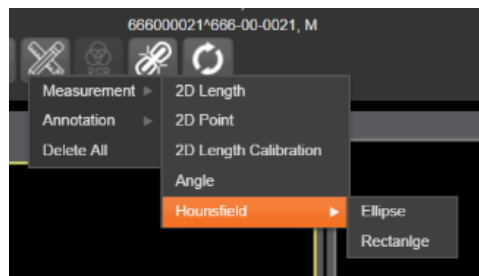 666000021^666-00-0021, M
RCB
Measurement
Annotation
Delete All
2D Length
2D Point
2D Length Calibration
Angle
Hounsfield
Ellipse
Rectanlge